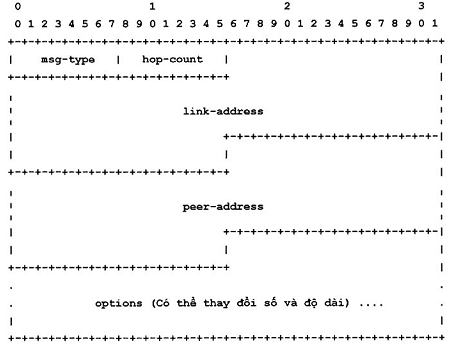 0 1 2 3
0 1 2 3 4 5 6 7 8 9 0 1 2 3 4 5 6 7 8 9 0 1 2 3 4 5 6 7 8 9 0 1
+-+-+-+-+-+-+-+-+-+-+-+-+-+-+-+-+-+-+-+-+-+-+-+-+-+-+-+-+-+-+-+-+
| msg-type | hop-count | |
+-+-+-+-+-+-+-+-+-+-+-+-+-+-+-+-+
link-address
+-+-+-+-+-+-+-+-+-+-+-+-+-+-+-+-|
| | |
+-+-+-+-+-+-+-+-+-+-+-+-+-+-+-+-+
peer-address
+-+-+-+-+-+-+-+-+-+-+-+-+-+-+-+-|
| | |
+-+-+-+-+-+-+-+-+-+-+-+-+-+-+-+-+
. .
. options (Có thể thay đổi số và độ dài) .... .
| |
+-+-+-+-+-+-+-+-+-+-+-+-+-+-+-+-+-+-+-+-+-+-+-+-+-+-+-+-+-+-+-+-+